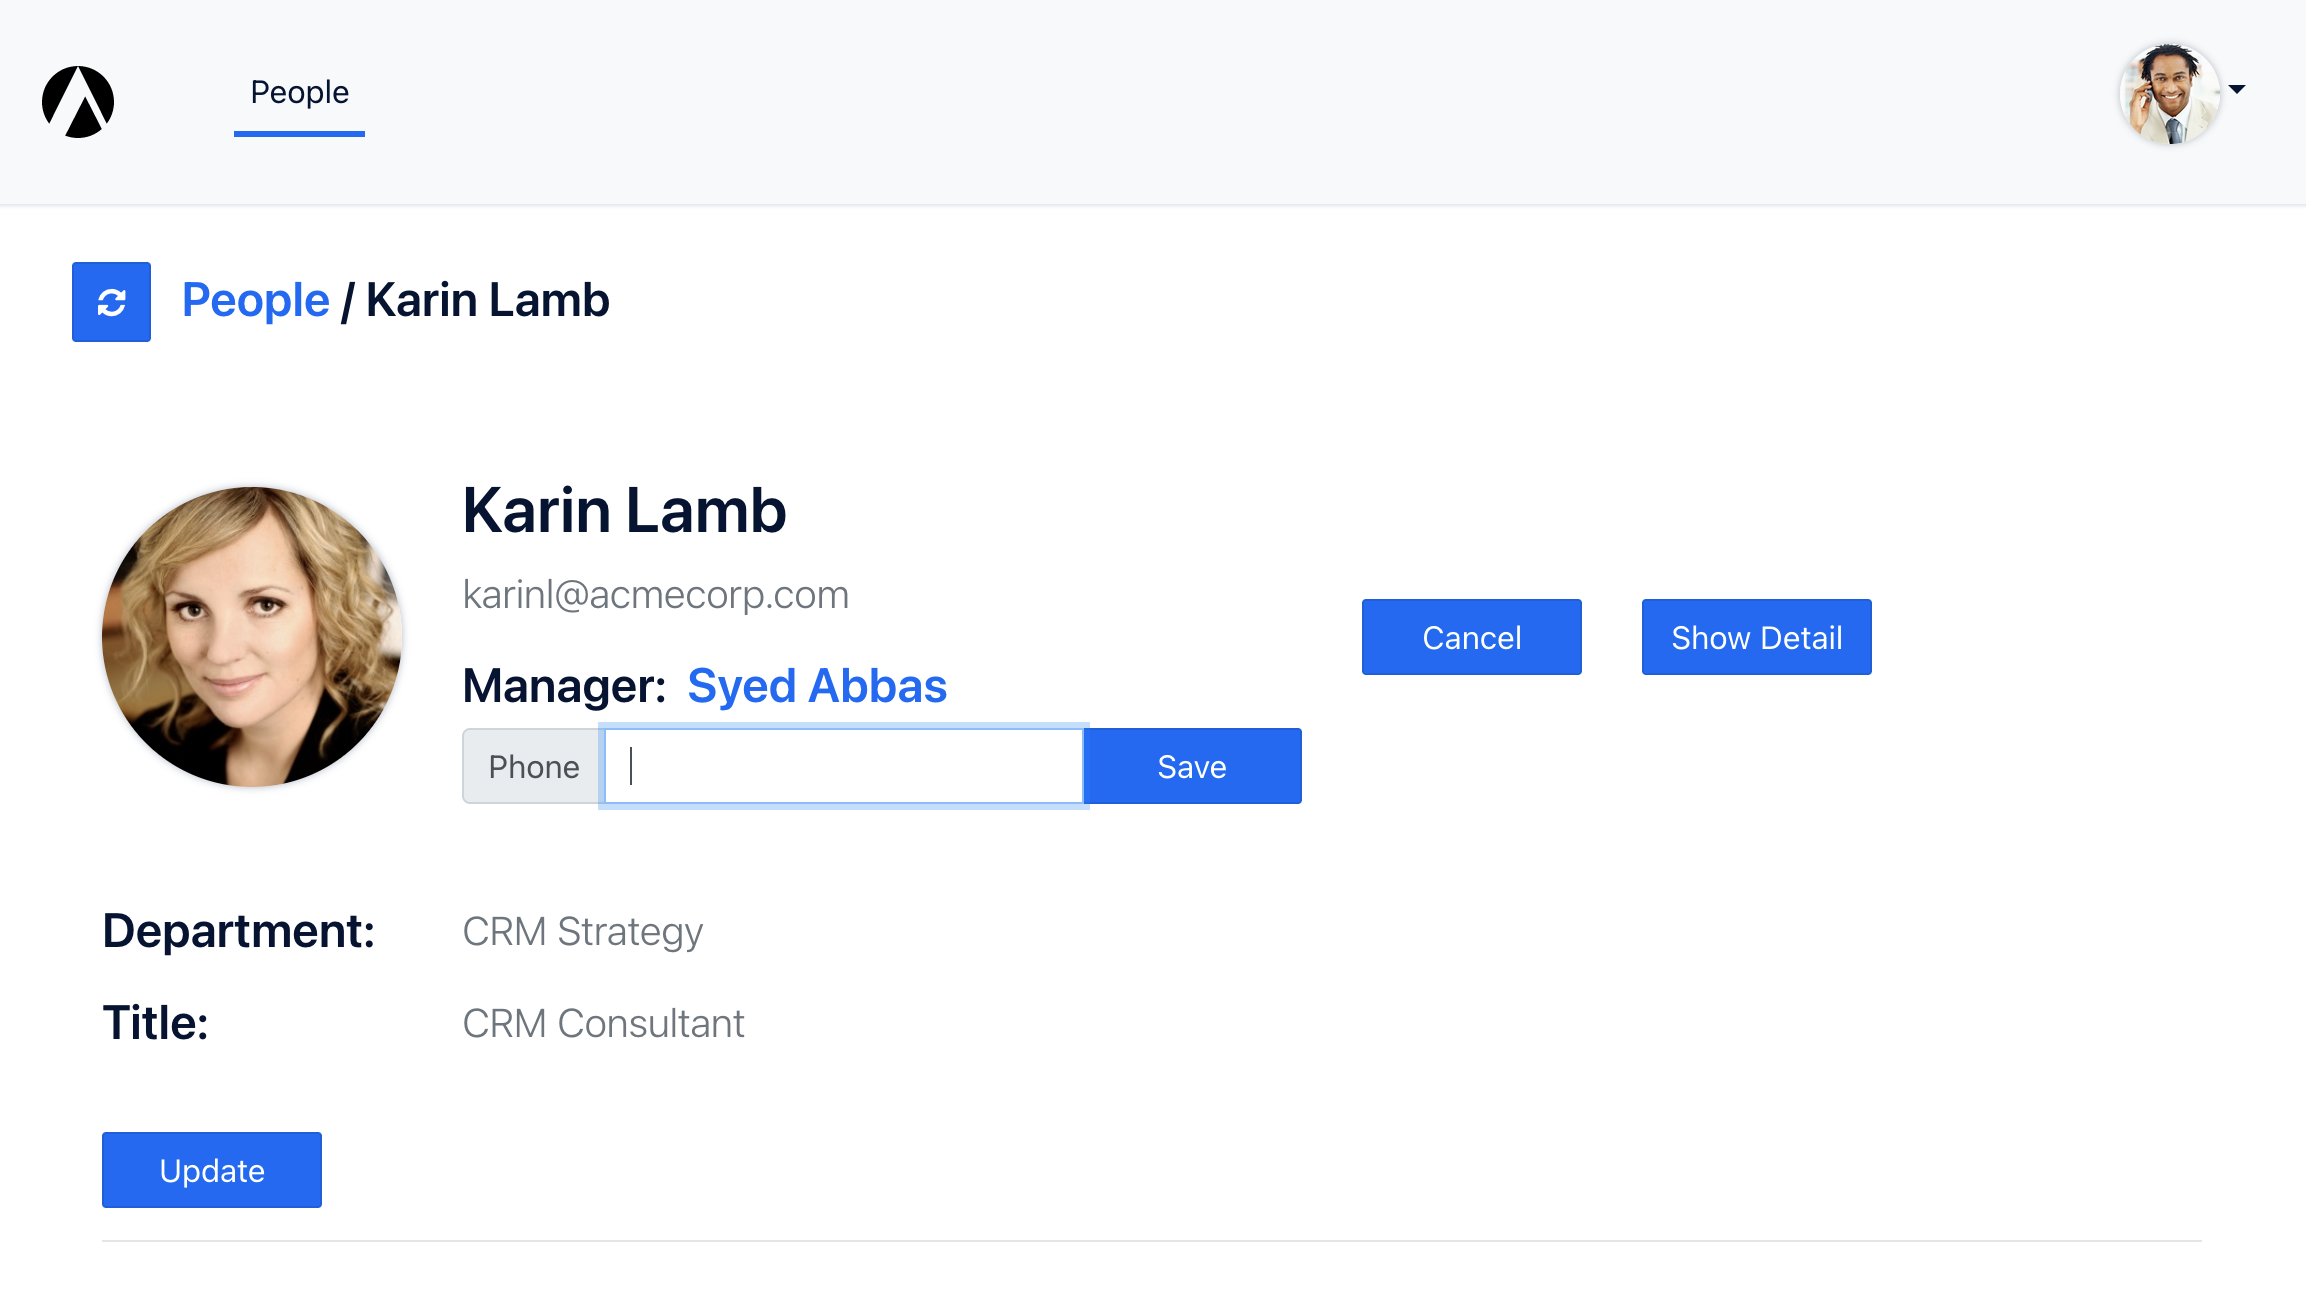 People
People / Karin Lamb
Karin Lamb
karinl@acmecorp.com
Cancel
Show Detail
Manager: Syed Abbas
Phone
Save
Department: CRM Strategy
Title: CRM Consultant
Update